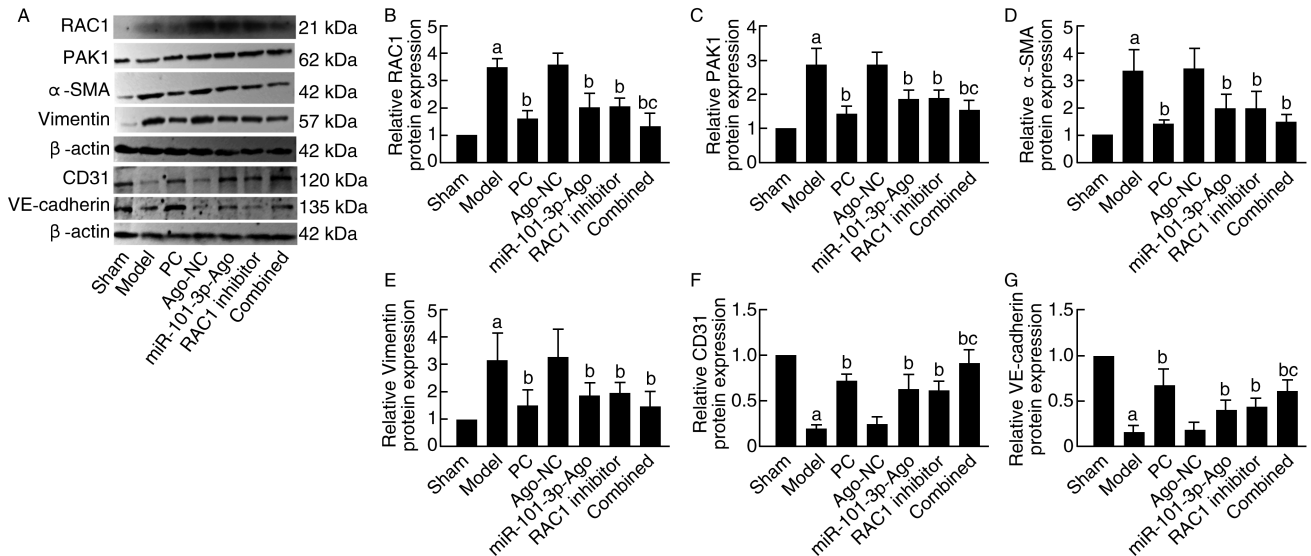 A
RAC1 21 kDa
PAK1 62 kDa
α-SMA 42 kDa
Vimentin 57 kDa
β-actin 42 kDa
CD31 120 kDa
VE-cadherin 135 kDa
β-actin 42 kDa
Sham Model PC Ago-NC miR-101-3p-Ago RAC1 inhibitor Combined
B
Relative RAC1
protein expression
5
4
3
2
1
0
a b b b bc
Sham Model PC Ago-NC miR-101-3p-Ago RAC1 inhibitor Combined
C
Relative PAK1
protein expression
4
3
2
1
0
a b b b bc
Sham Model PC Ago-NC miR-101-3p-Ago RAC1 inhibitor Combined
D
Relative α-SMA
protein expression
5
4
3
2
1
0
a b b b b
Sham Model PC Ago-NC miR-101-3p-Ago RAC1 inhibitor Combined
E
Relative Vimentin
protein expression
5
4
3
2
1
0
a b b b b
Sham Model PC Ago-NC miR-101-3p-Ago RAC1 inhibitor Combined
F
Relative CD31
protein expression
1.5
1.0
0.5
0
a b b b bc
Sham Model PC Ago-NC miR-101-3p-Ago RAC1 inhibitor Combined
G
Relative VE-cadherin
protein expression
1.5
1.0
0.5
0
a b b b bc
Sham Model PC Ago-NC miR-101-3p-Ago RAC1 inhibitor Combined